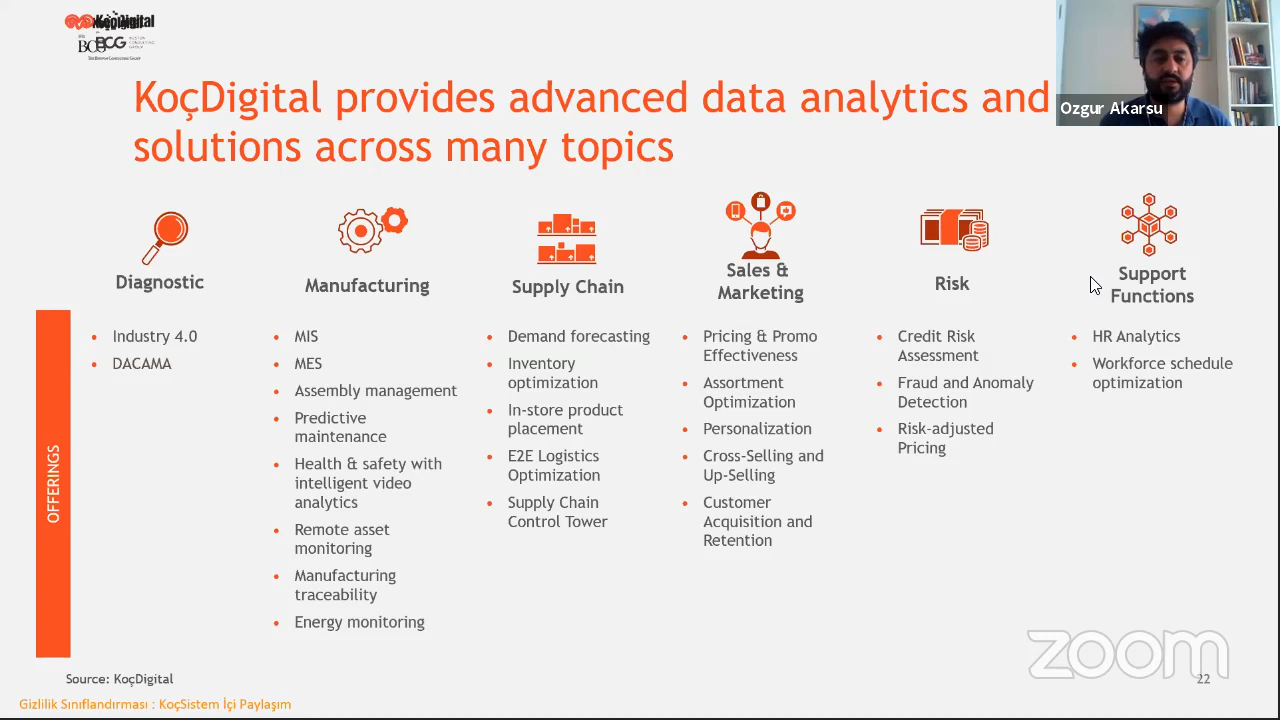 KoçDigital
BCG
KoçDigital provides advanced data analytics and
solutions across many topics
Ozgur Akarsu
Diagnostic
Manufacturing
Supply Chain
Sales &
Marketing
Risk
Support
Functions
OFFERINGS
Industry 4.0
DACAMA
MIS
MES
Assembly management
Predictive
maintenance
Health & safety with
intelligent video
analytics
Remote asset
monitoring
Manufacturing
traceability
Energy monitoring
Demand forecasting
Inventory
optimization
In-store product
placement
E2E Logistics
Optimization
Supply Chain
Control Tower
Pricing & Promo
Effectiveness
Assortment
Optimization
Personalization
Cross-Selling and
Up-Selling
Customer
Acquisition and
Retention
Credit Risk
Assessment
Fraud and Anomaly
Detection
Risk-adjusted
Pricing
HR Analytics
Workforce schedule
optimization
zoom
Source: KoçDigital
22
Gizlilik Sınıflandırması : KoçSistem İçi Paylaşım